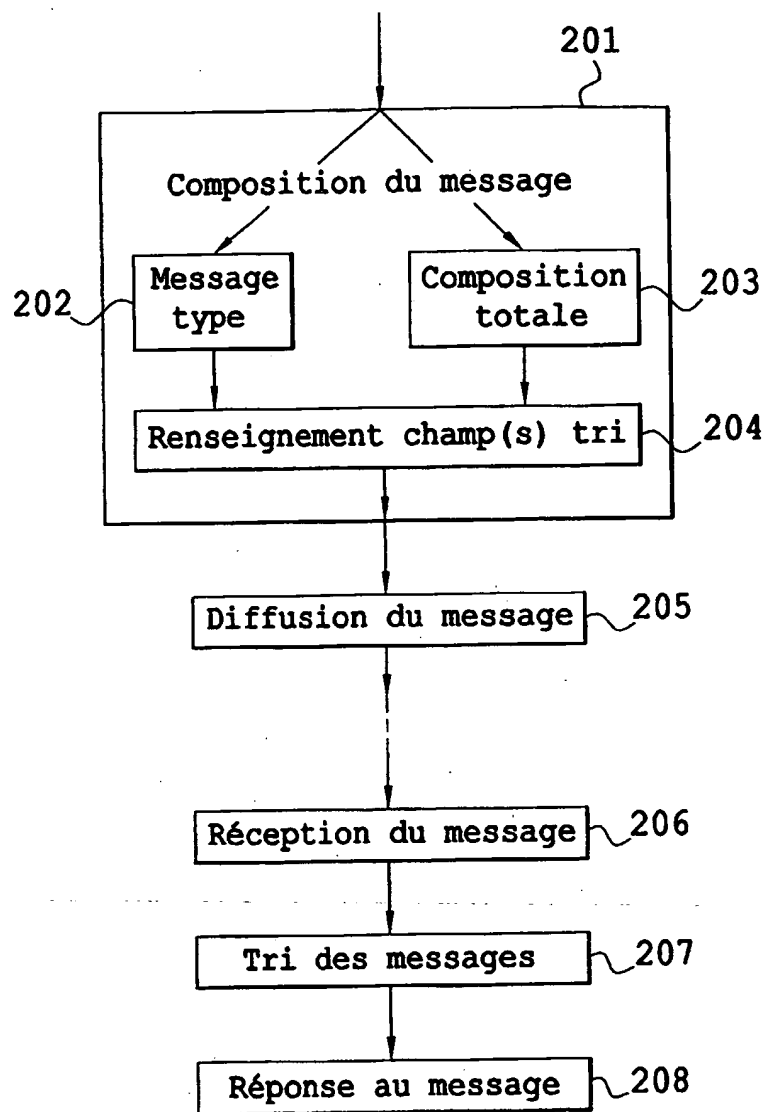 201
Composition du message
202
Message
type
Composition
totale
203
Renseignement champ(s) tri
204
Diffusion du message
205
Réception du message
206
Tri des messages
207
Réponse au message
208